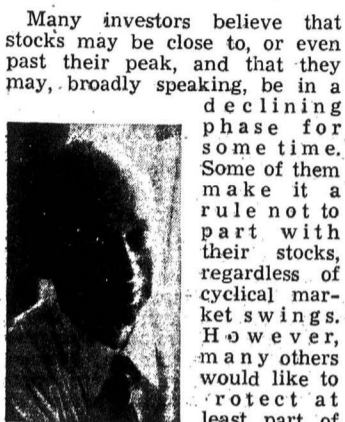 Many investors believe that
stocks may be close to, or even
past their peak, and that they
may, broadly speaking, be in a
declining
phase for
some time.
Some of them
make it a
rule not to
part with
their stocks,
regardless of
cyclical mar-
ket swings.
However,
many others
would like to
rotect at
least part of